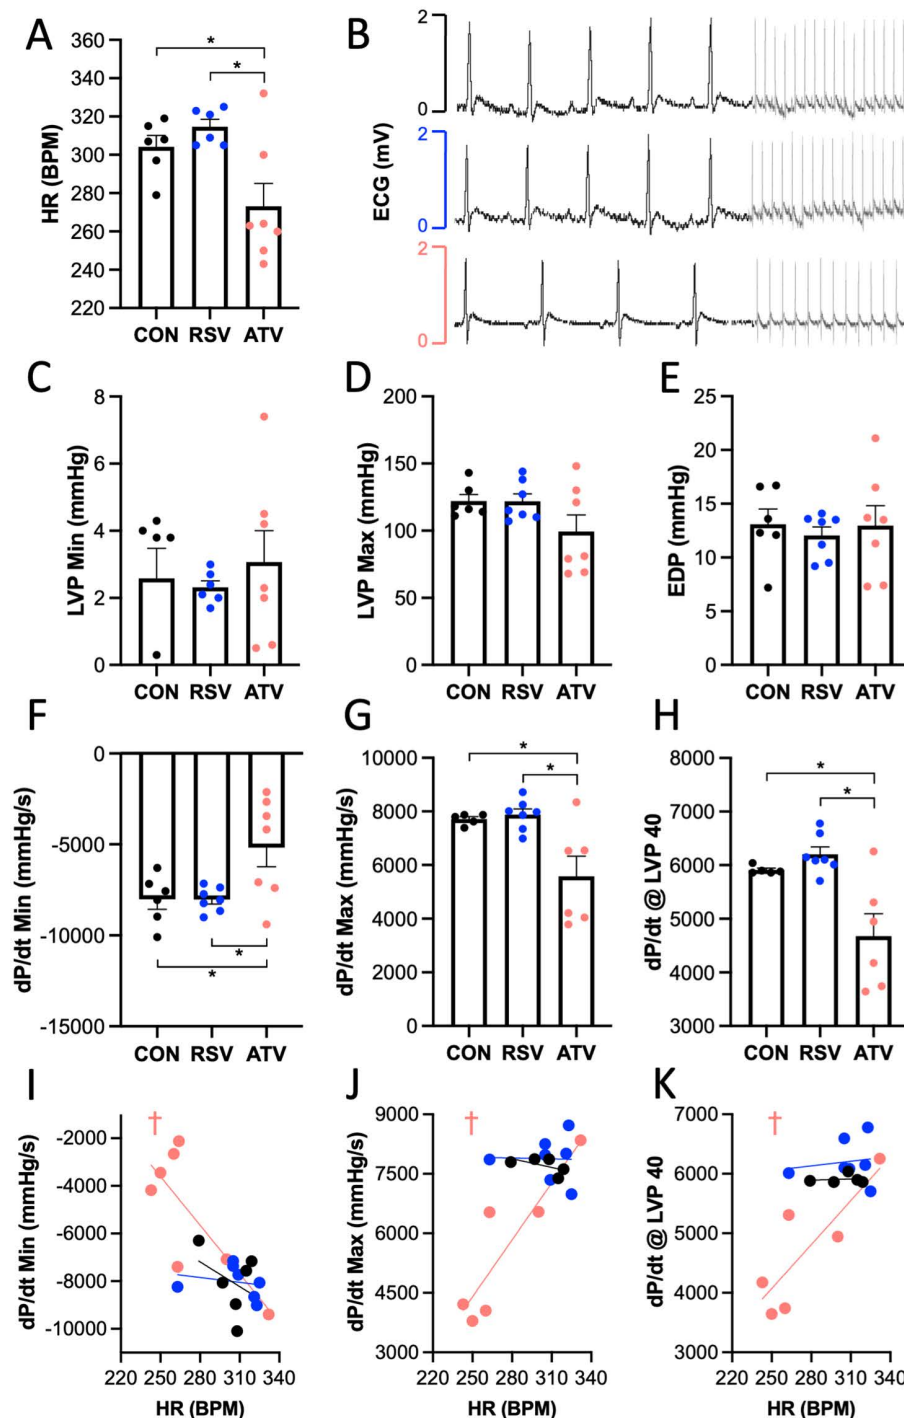 A
HR (BPM)
360
340
320
300
280
260
240
220
*
*
CON RSV ATV
B
ECG (mV)
2
0
2
0
2
0
C
LVP Min (mmHg)
8
6
4
2
0
CON RSV ATV
D
LVP Max (mmHg)
200
150
100
50
0
CON RSV ATV
E
EDP (mmHg)
25
20
15
10
5
0
CON RSV ATV
F
dP/dt Min (mmHg/s)
0
-5000
-10000
-15000
*
*
CON RSV ATV
G
dP/dt Max (mmHg/s)
10000
8000
6000
4000
2000
0
*
*
CON RSV ATV
H
dP/dt @ LVP 40
8000
7000
6000
5000
4000
3000
*
*
CON RSV ATV
I
dP/dt Min (mmHg/s)
-2000
-4000
-6000
-8000
-10000
†
220 250 280 310 340
HR (BPM)
J
dP/dt Max (mmHg/s)
9000
7500
6000
4500
3000
†
220 250 280 310 340
HR (BPM)
K
dP/dt @ LVP 40
7000
6000
5000
4000
3000
†
220 250 280 310 340
HR (BPM)